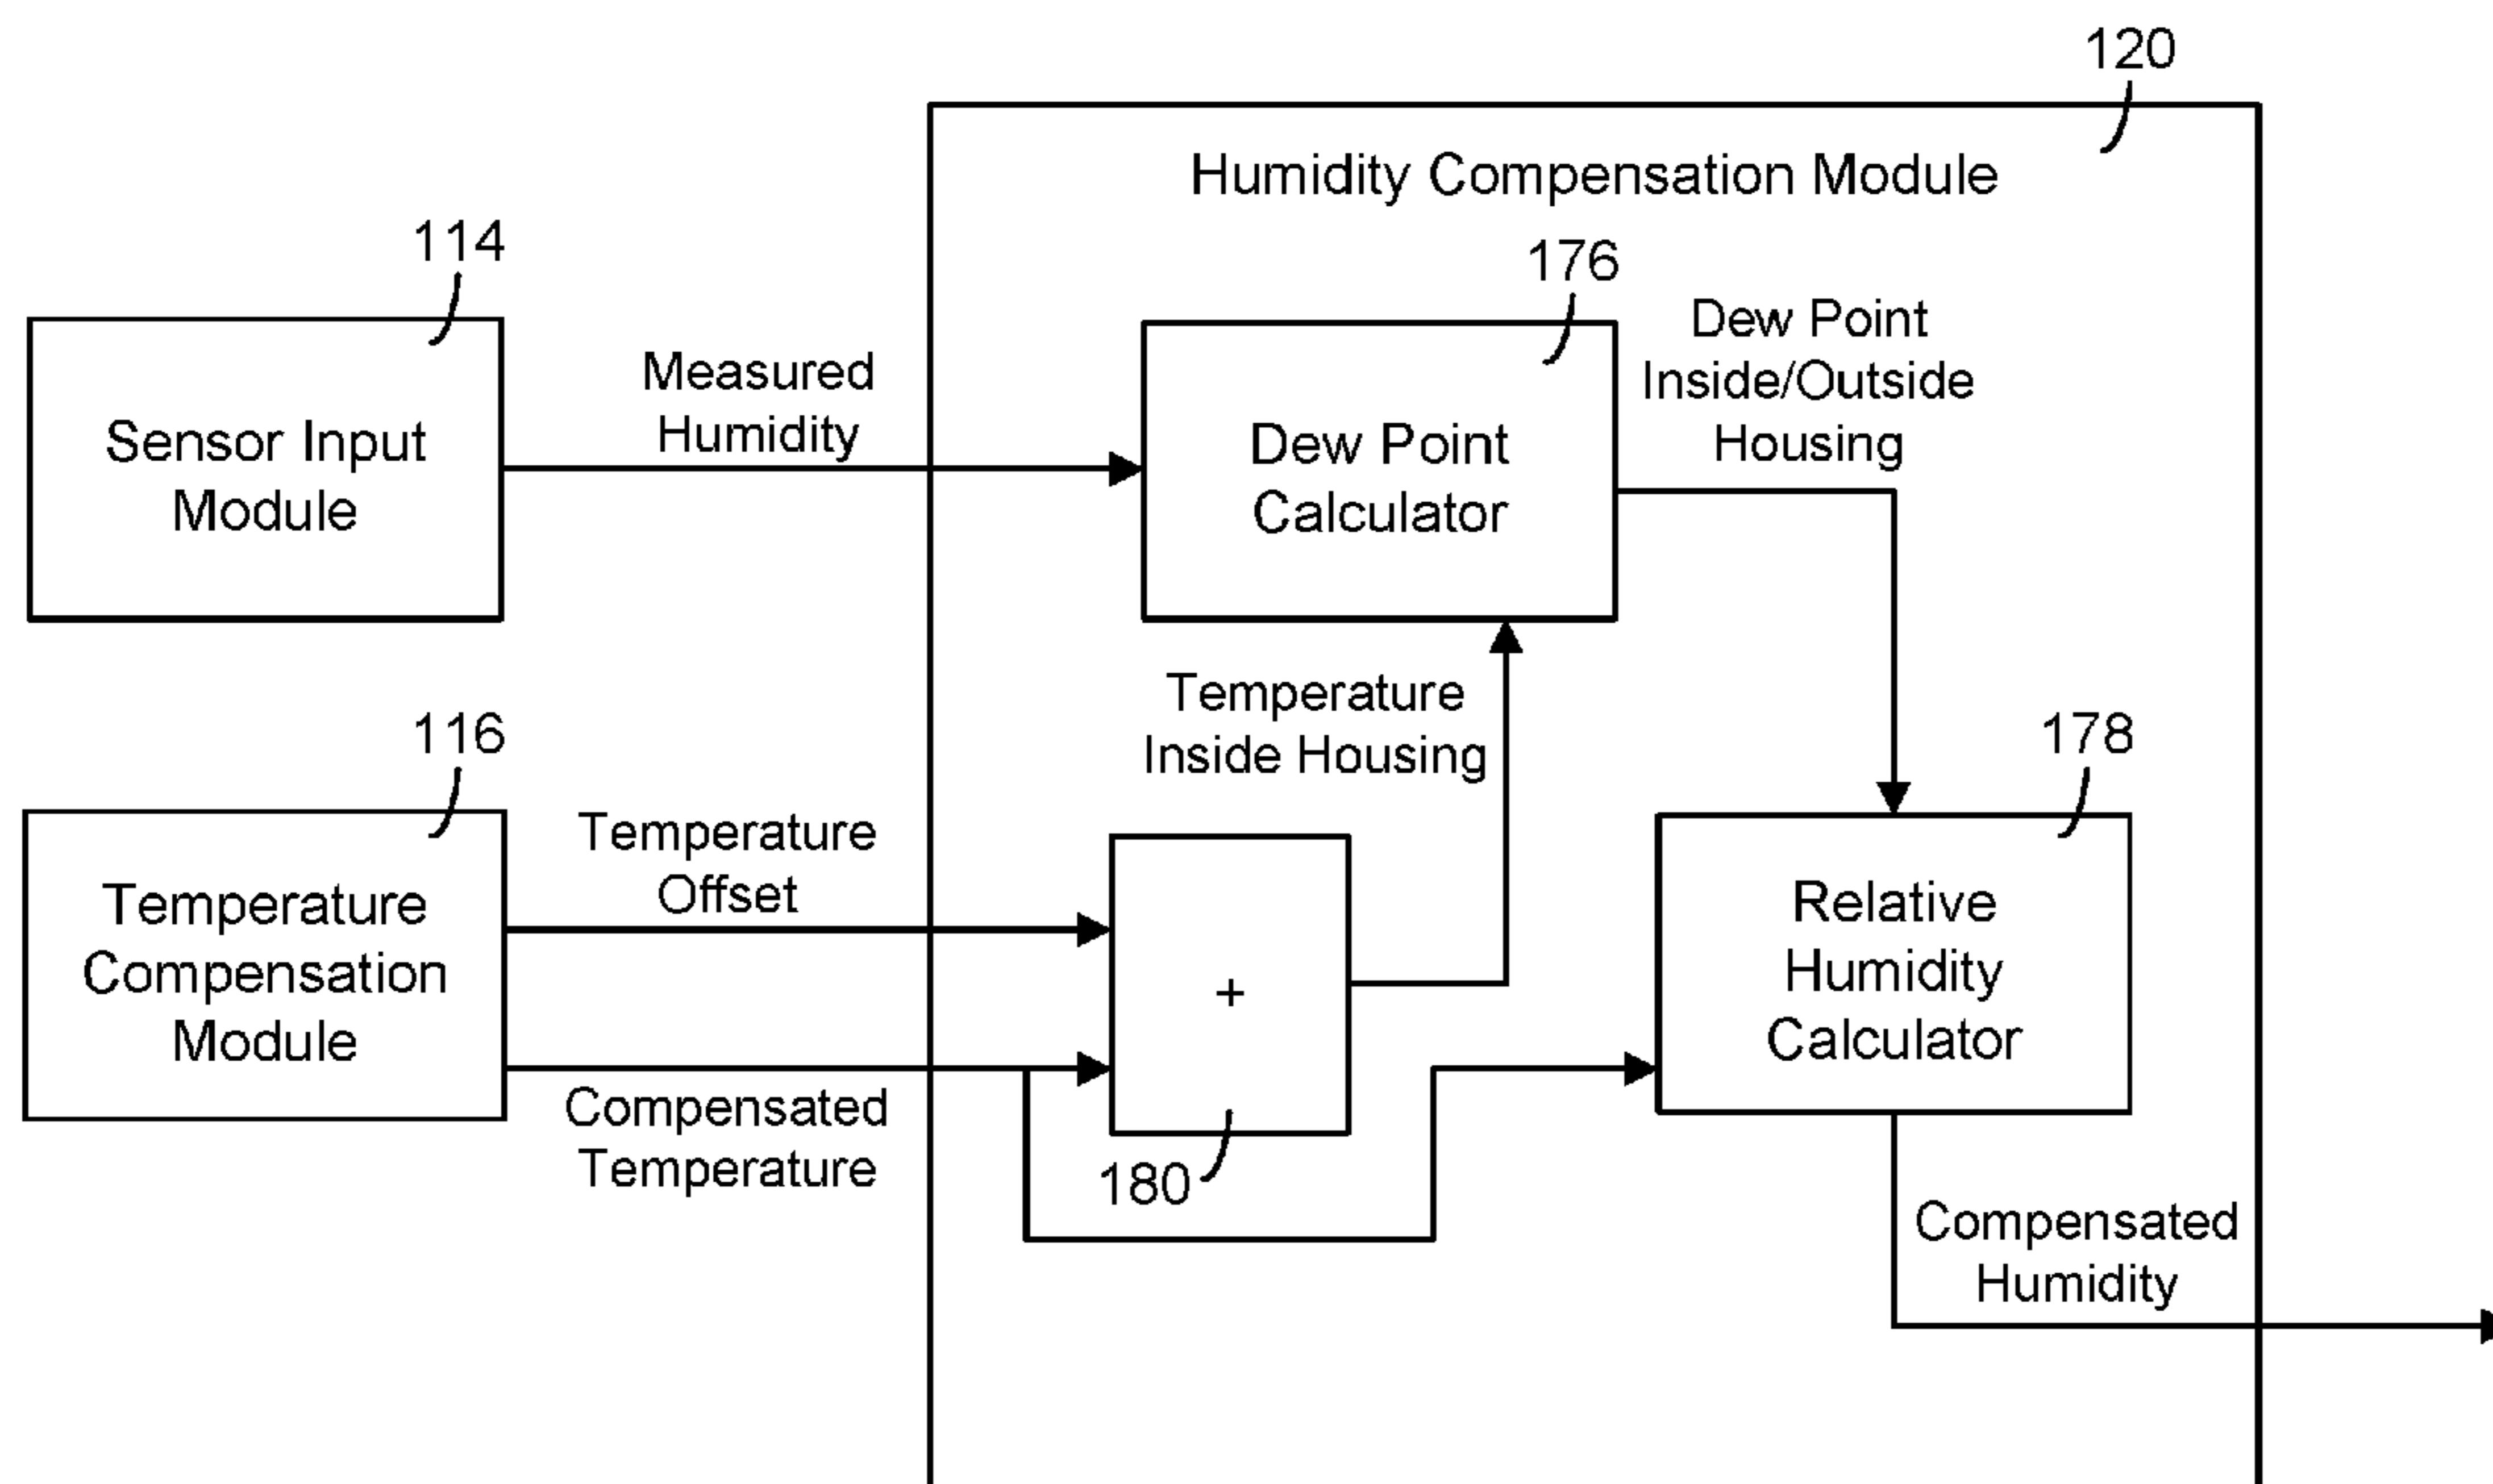 120
Humidity Compensation Module
114
176
Dew Point
Inside/Outside
Housing
Measured
Humidity
Sensor Input
Module
Dew Point
Calculator
Temperature
Inside Housing
116
178
Temperature
Offset
Temperature
Compensation
Module
+
Relative
Humidity
Calculator
Compensated
Temperature
180
Compensated
Humidity